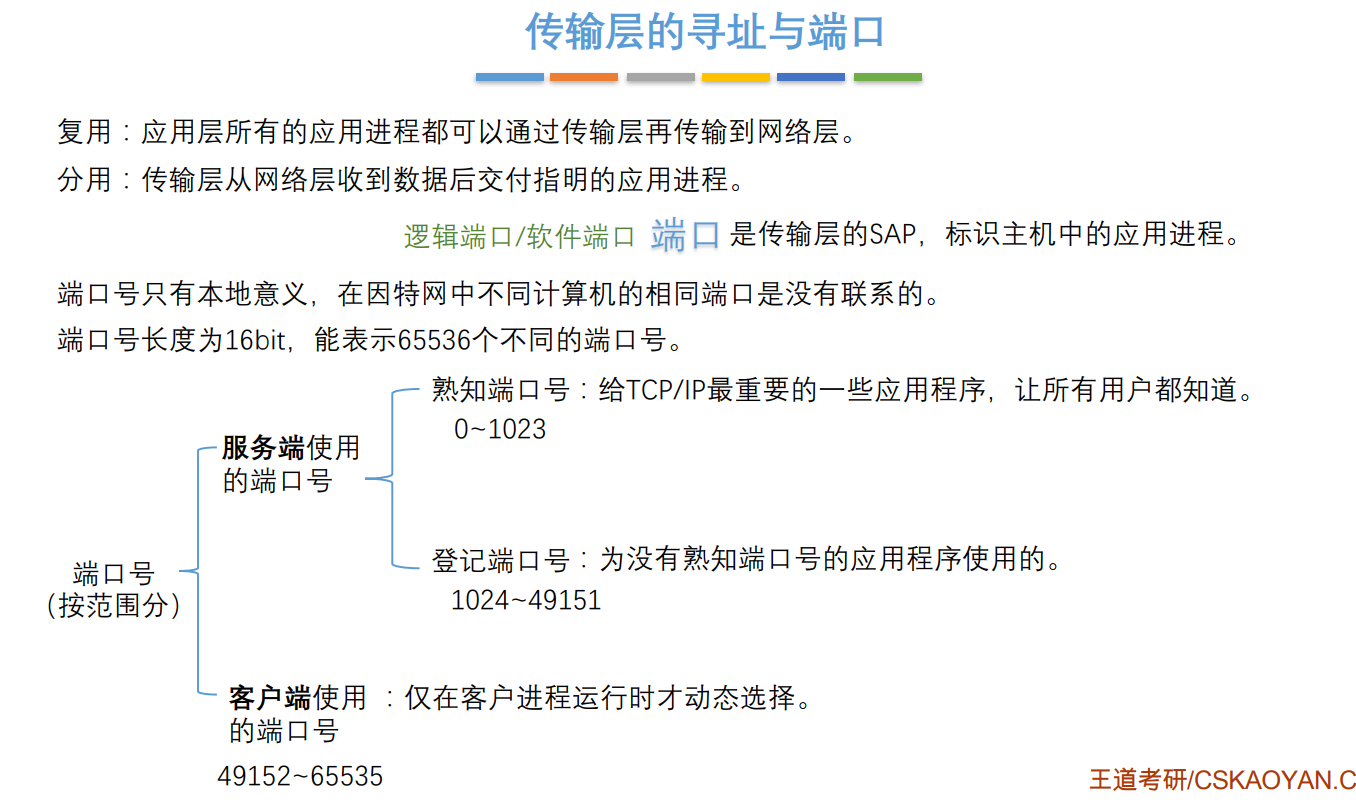 传输层的寻址与端口
复用：应用层所有的应用进程都可以通过传输层再传输到网络层。
分用：传输层从网络层收到数据后交付指明的应用进程。
逻辑端口/软件端口 端口 是传输层的SAP，标识主机中的应用进程。
端口号只有本地意义，在因特网中不同计算机的相同端口是没有联系的。
端口号长度为16bit，能表示65536个不同的端口号。
熟知端口号：给TCP/IP最重要的一些应用程序，让所有用户都知道。
0~1023
服务端使用
的端口号
登记端口号：为没有熟知端口号的应用程序使用的。
1024~49151
端口号
（按范围分）
客户端使用 ：仅在客户进程运行时才动态选择。
的端口号
49152~65535
王道考研/CSKAOYAN.C